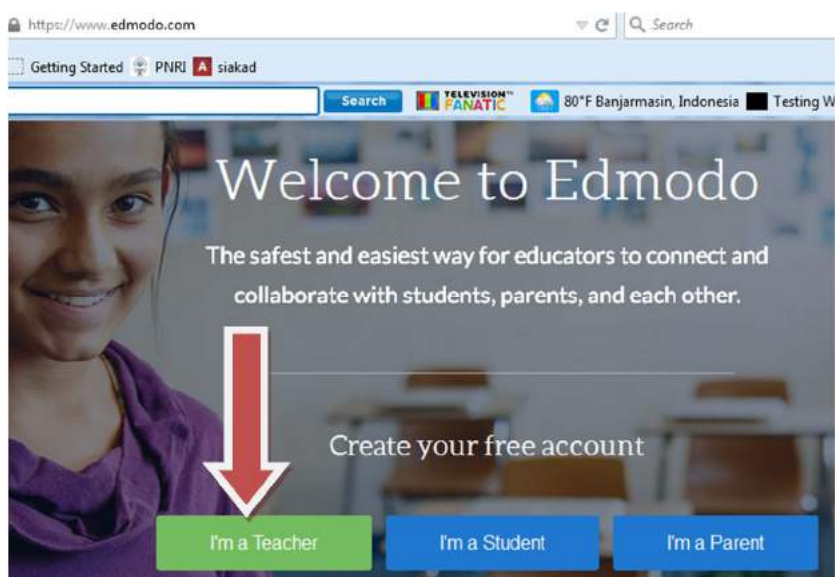 https://www.edmodo.com
Search
Getting Started PNRI A siakad
Search TELEVISION™ FANATIC 80°F Banjarmasin, Indonesia Testing W
Welcome to Edmodo
The safest and easiest way for educators to connect and
collaborate with students, parents, and each other.
Create your free account
I'm a Teacher I'm a Student I'm a Parent